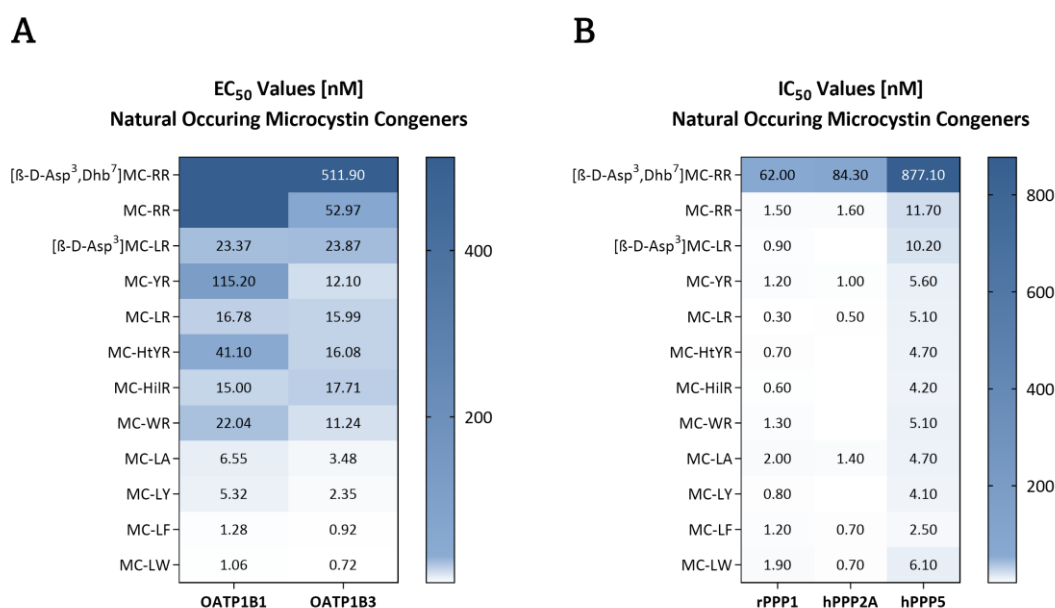 A
EC₅₀ Values [nM]
Natural Occuring Microcystin Congeners
[ß-D-Asp³,Dhb⁷]MC-RR 511.90
MC-RR 52.97
[ß-D-Asp³]MC-LR 23.37 23.87
MC-YR 115.20 12.10
MC-LR 16.78 15.99
MC-HtYR 41.10 16.08
MC-HilR 15.00 17.71
MC-WR 22.04 11.24
MC-LA 6.55 3.48
MC-LY 5.32 2.35
MC-LF 1.28 0.92
MC-LW 1.06 0.72
OATP1B1 OATP1B3
400
200
B
IC₅₀ Values [nM]
Natural Occuring Microcystin Congeners
[ß-D-Asp³,Dhb⁷]MC-RR 62.00 84.30 877.10
MC-RR 1.50 1.60 11.70
[ß-D-Asp³]MC-LR 0.90 10.20
MC-YR 1.20 1.00 5.60
MC-LR 0.30 0.50 5.10
MC-HtYR 0.70 4.70
MC-HilR 0.60 4.20
MC-WR 1.30 5.10
MC-LA 2.00 1.40 4.70
MC-LY 0.80 4.10
MC-LF 1.20 0.70 2.50
MC-LW 1.90 0.70 6.10
rPPP1 hPPP2A hPPP5
800
600
400
200